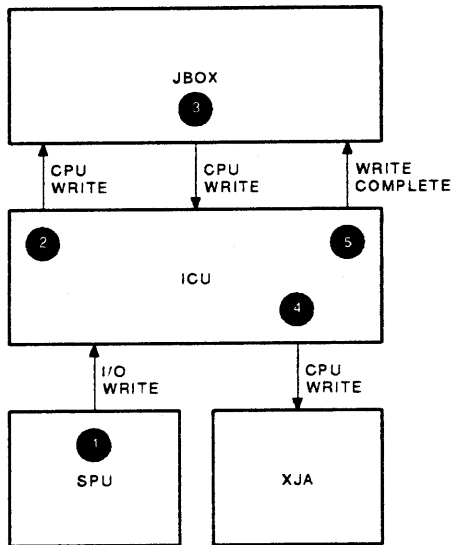 JBOX
3
CPU
WRITE
CPU
WRITE
WRITE
COMPLETE
2
5
ICU
4
I/O
WRITE
CPU
WRITE
1
SPU
XJA